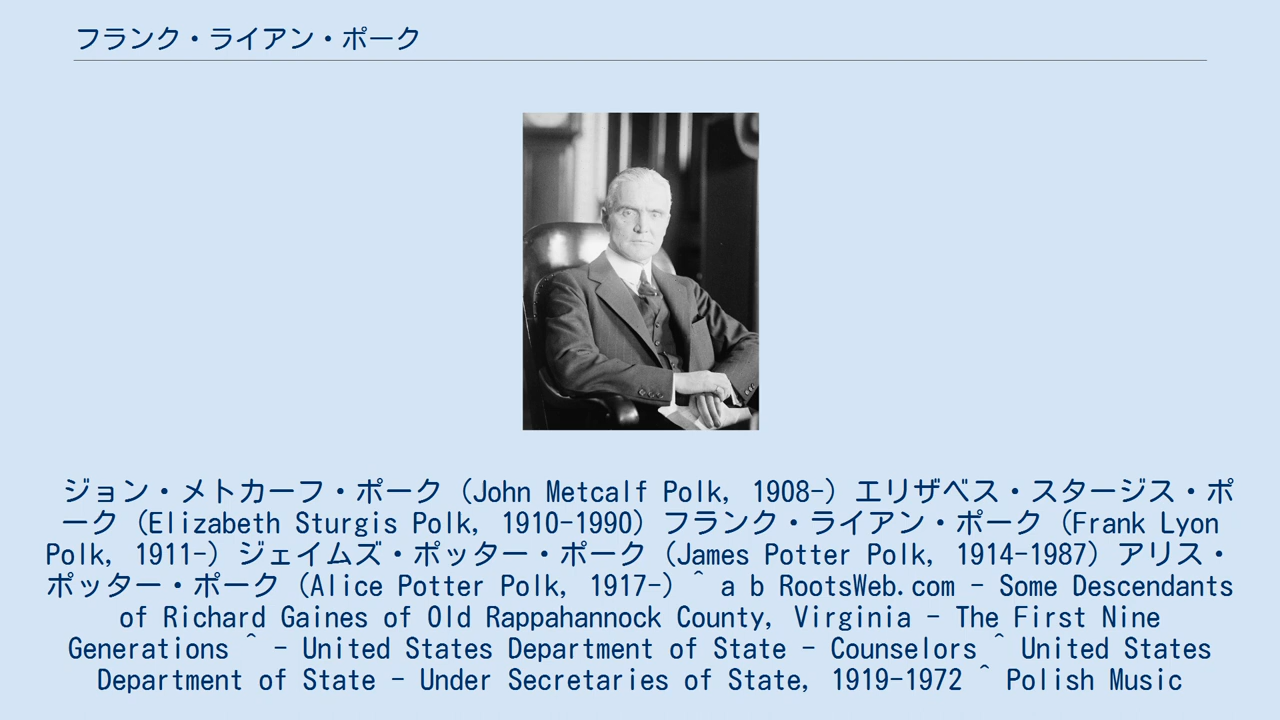 フランク・ライアン・ポーク
ジョン・メトカーフ・ポーク（John Metcalf Polk, 1908-）エリザベス・スタージス・ポ
ーク（Elizabeth Sturgis Polk, 1910-1990）フランク・ライアン・ポーク（Frank Lyon
Polk, 1911-）ジェイムズ・ポッター・ポーク（James Potter Polk, 1914-1987）アリス・
ポッター・ポーク（Alice Potter Polk, 1917-）^ a b RootsWeb.com - Some Descendants
of Richard Gaines of Old Rappahannock County, Virginia - The First Nine
Generations ^ - United States Department of State - Counselors ^ United States
Department of State - Under Secretaries of State, 1919-1972 ^ Polish Music